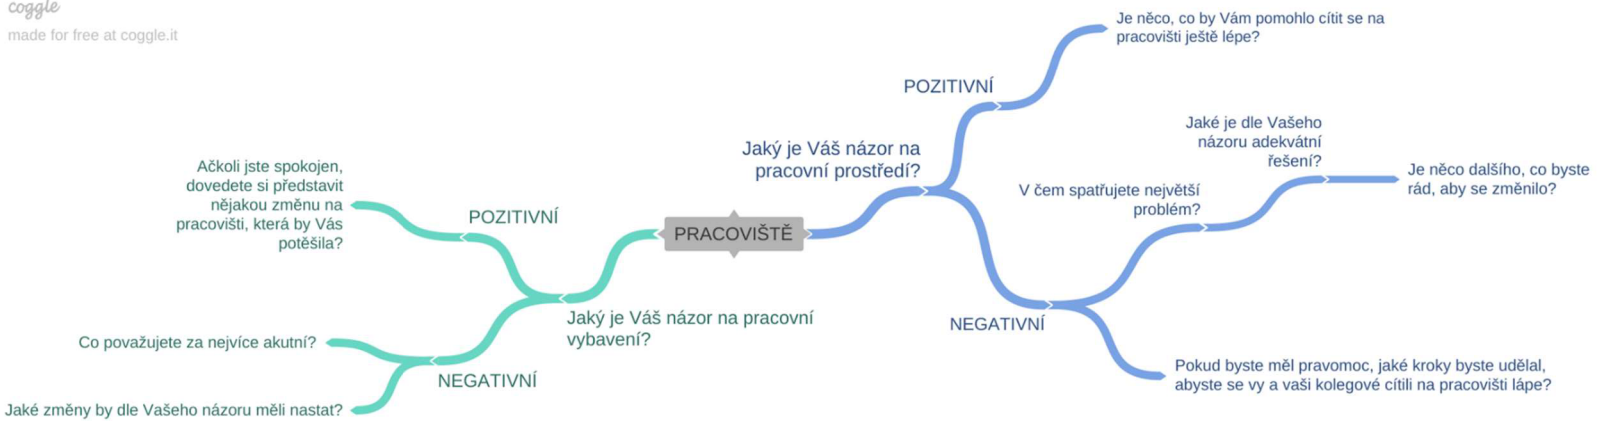 coggle
made for free at coggle.it
Je něco, co by Vám pomohlo cítit se na
pracovišti ještě lépe?
POZITIVNÍ
Jaké je dle Vašeho
názoru adekvátní
řešení?
Je něco dalšího, co byste
rád, aby se změnilo?
Jaký je Váš názor na
pracovní prostředí?
V čem spatřujete největší
problém?
NEGATIVNÍ
Pokud byste měl pravomoc, jaké kroky byste udělal,
abyste se vy a vaši kolegové cítili na pracovišti lápe?
PRACOVIŠTĚ
Ačkoli jste spokojen,
dovedete si představit
nějakou změnu na
pracovišti, která by Vás
potěšila?
POZITIVNÍ
Jaký je Váš názor na pracovní
vybavení?
Co považujete za nejvíce akutní?
NEGATIVNÍ
Jaké změny by dle Vašeho názoru měli nastat?